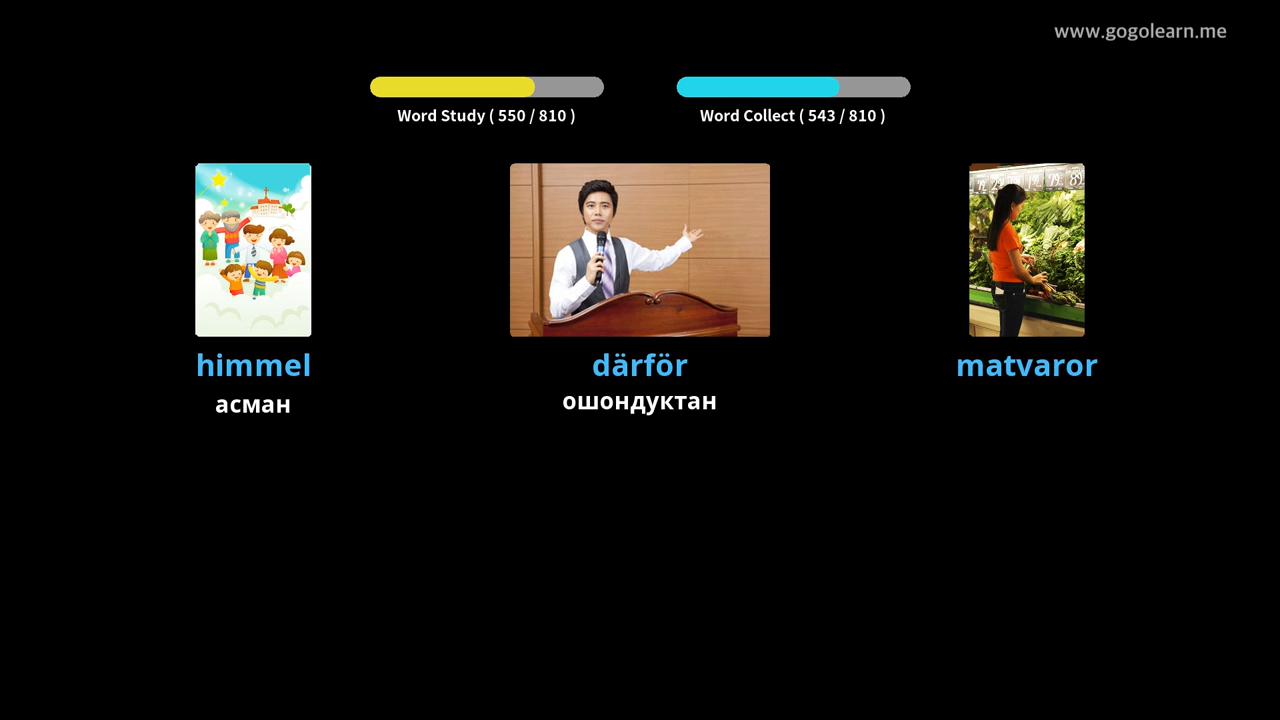 www.gogolearn.me
Word Study ( 550 / 810 )
Word Collect ( 543 / 810 )
himmel
därför
matvaror
асман
ошондуктан